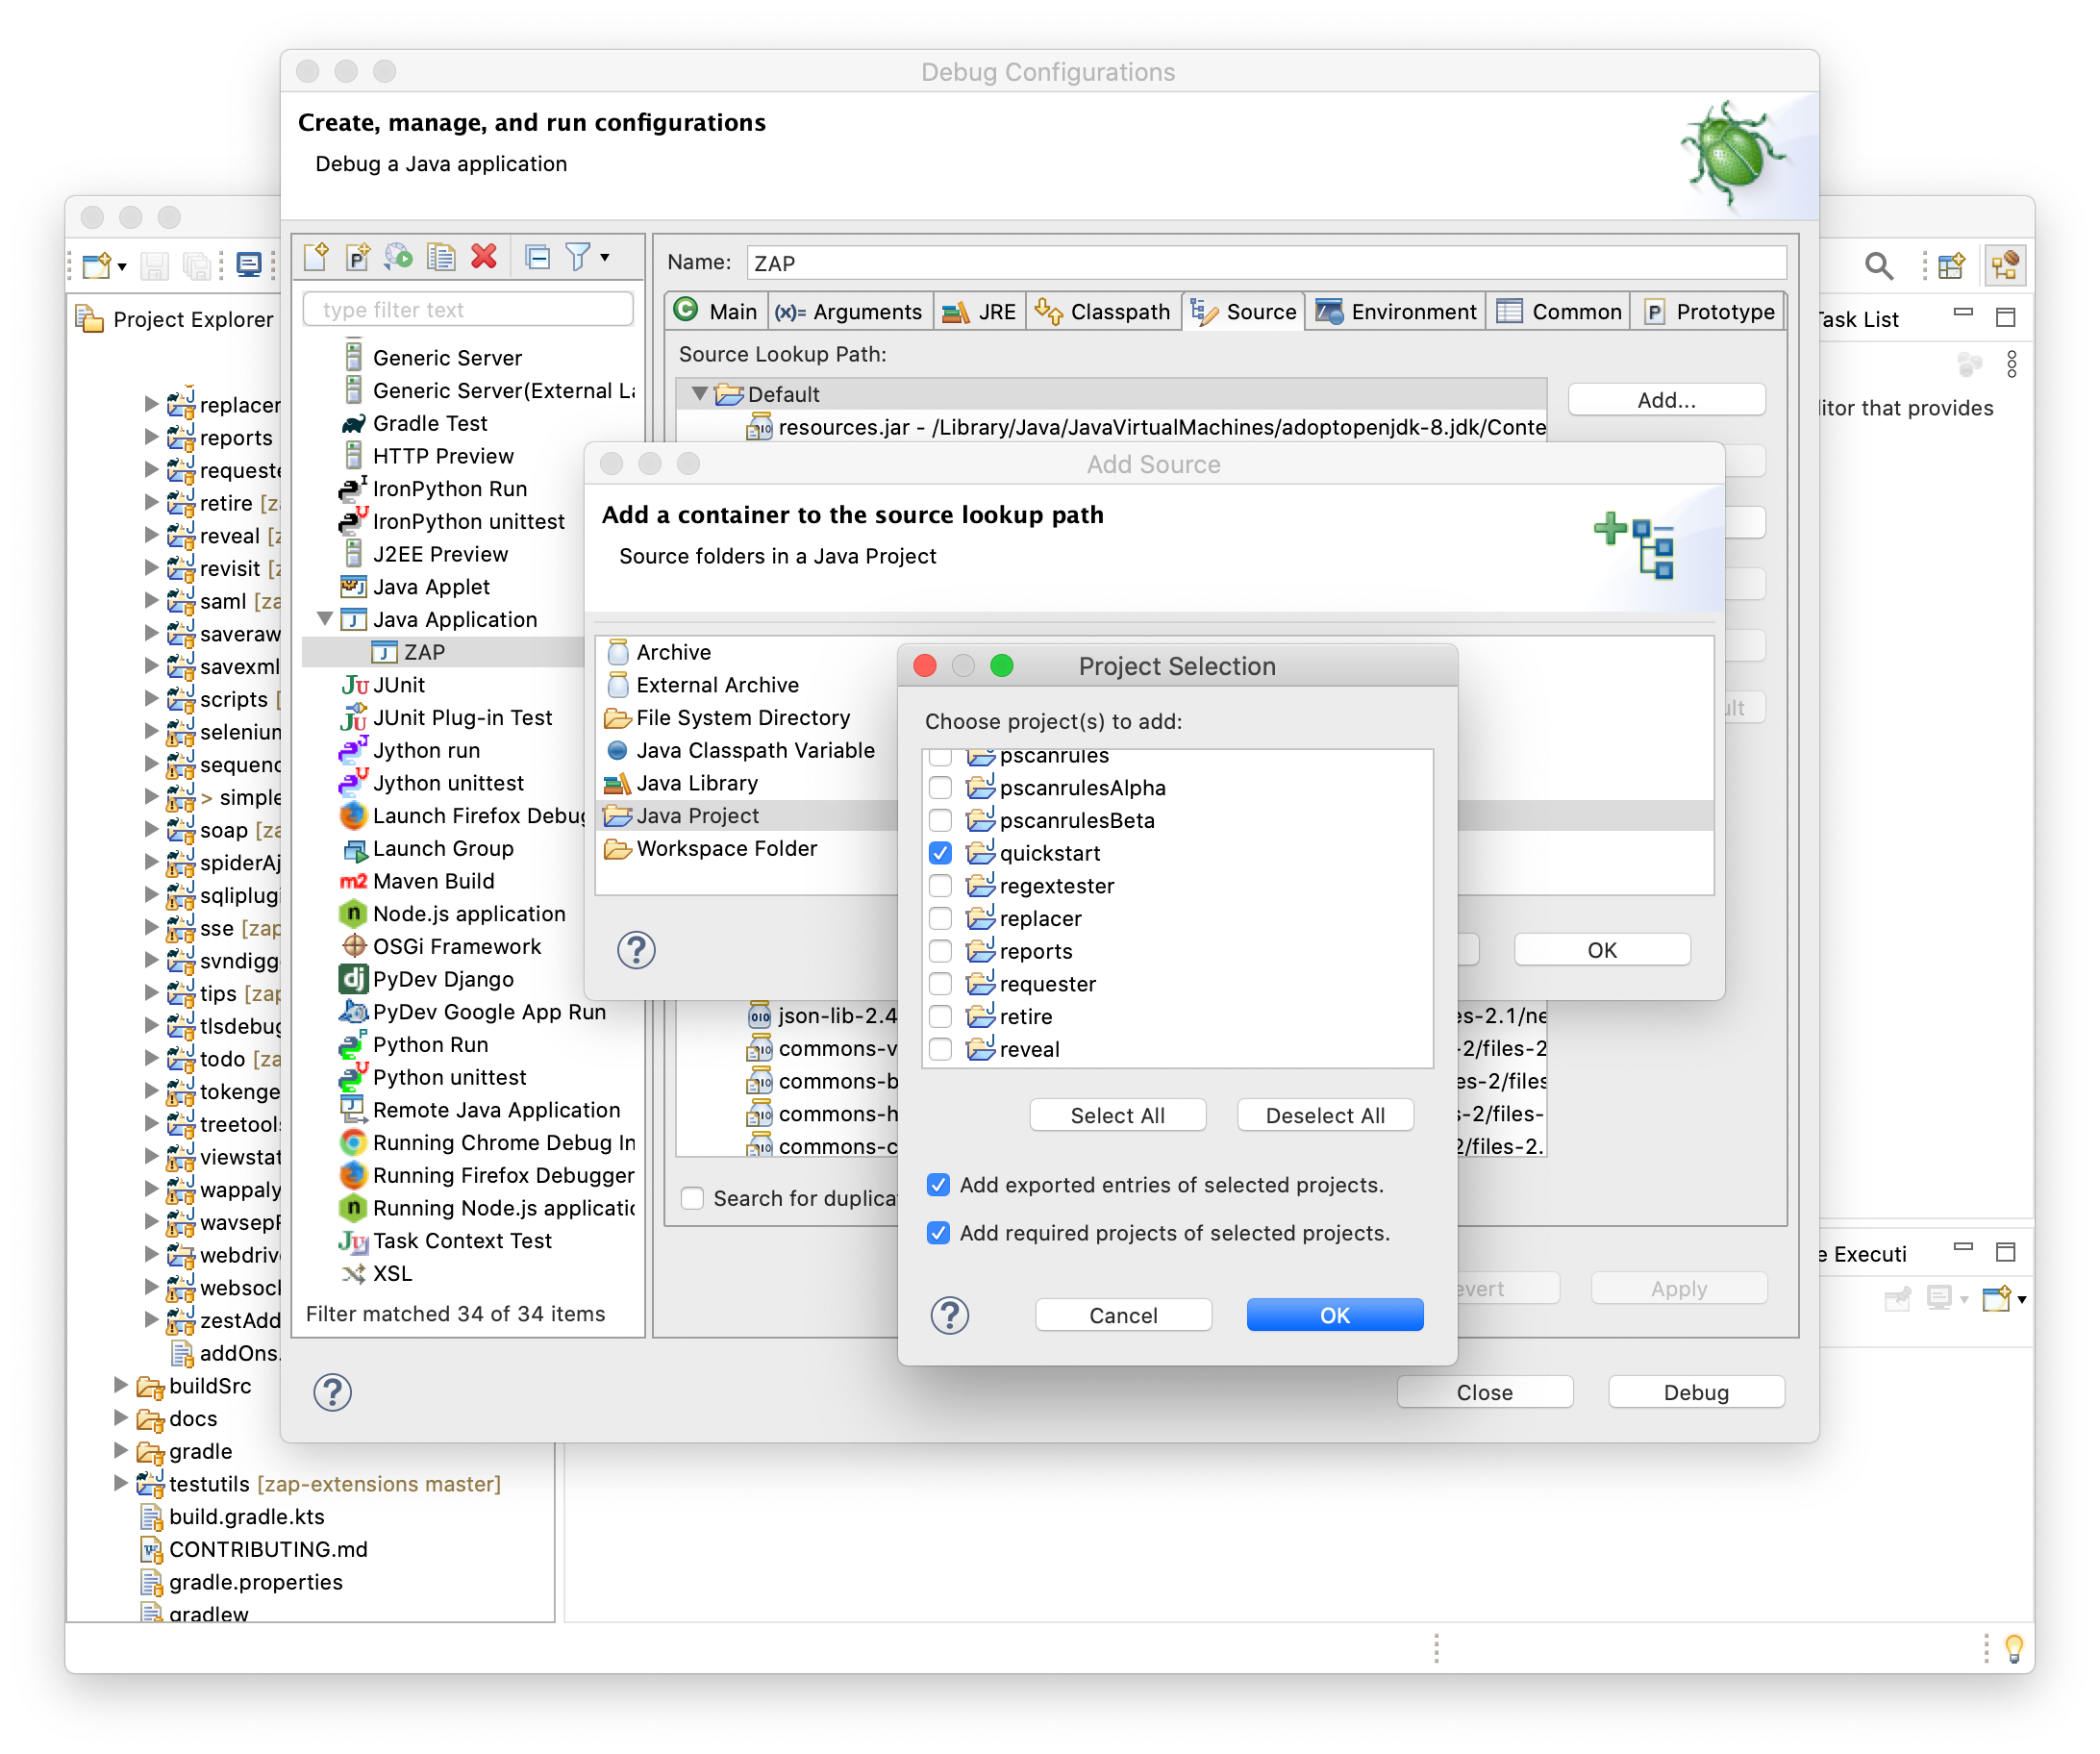 Debug Configurations
Create, manage, and run configurations
Debug a Java application
Name:
ZAP
type filter text
Main
(x)= Arguments
JRE
Classpath
Source
Environment
Common
Prototype
Source Lookup Path:
Default
resources.jar - /Library/Java/JavaVirtualMachines/adoptopenjdk-8.jdk/Conte
Add...
Generic Server
Generic Server(External La
Gradle Test
HTTP Preview
IronPython Run
IronPython unittest
J2EE Preview
Java Applet
Java Application
ZAP
JUnit
JUnit Plug-in Test
Jython run
Jython unittest
Launch Firefox Debug
Launch Group
Maven Build
Node.js application
OSGi Framework
PyDev Django
PyDev Google App Run
Python Run
Python unittest
Remote Java Application
Running Chrome Debug In
Running Firefox Debugger
Running Node.js applicatio
Task Context Test
XSL
Filter matched 34 of 34 items
Project Explorer
replacer
reports
requeste
retire [za
reveal [z
revisit [z
saml [za
saveraw
savexml
scripts [
selenium
sequenc
> simple
soap [za
spiderAj
sqliplugi
sse [zap
svndigg
tips [zap
tlsdebug
todo [za
tokenge
treetools
viewstat
wappaly
wavsepR
webdrive
websock
zestAdd
addOns.
buildSrc
docs
gradle
testutils [zap-extensions master]
build.gradle.kts
CONTRIBUTING.md
gradle.properties
gradlew
Add Source
Add a container to the source lookup path
Source folders in a Java Project
Archive
External Archive
File System Directory
Java Classpath Variable
Java Library
Java Project
Workspace Folder
OK
Project Selection
Choose project(s) to add:
pscanrules
pscanrulesAlpha
pscanrulesBeta
quickstart
regextester
replacer
reports
requester
retire
reveal
Select All
Deselect All
Add exported entries of selected projects.
Add required projects of selected projects.
Cancel
OK
json-lib-2.4
es-2.1/ne
commons-v
-2/files-2
commons-b
es-2/files
commons-h
s-2/files-
commons-c
2/files-2.
Search for duplica
evert
Apply
Close
Debug
Task List
itor that provides
ult
e Executi